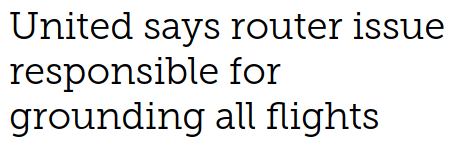 United says router issue
responsible for
grounding all flights